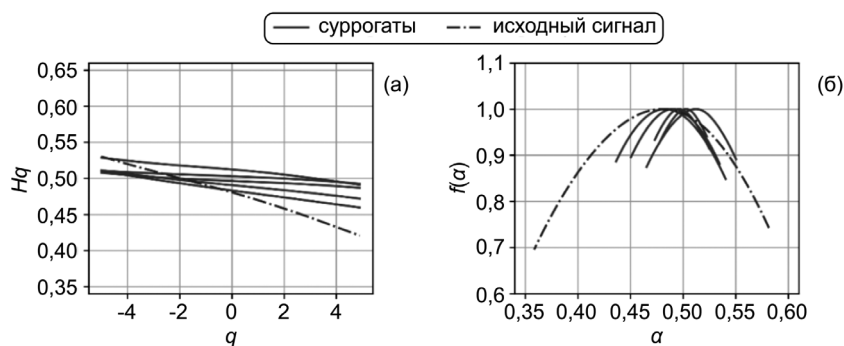 суррогаты исходный сигнал
(а)
Hq
0,65
0,60
0,55
0,50
0,45
0,40
0,35
-4 -2 0 2 4
q
(б)
f(α)
1,1
1,0
0,9
0,8
0,7
0,6
0,35 0,40 0,45 0,50 0,55 0,60
α